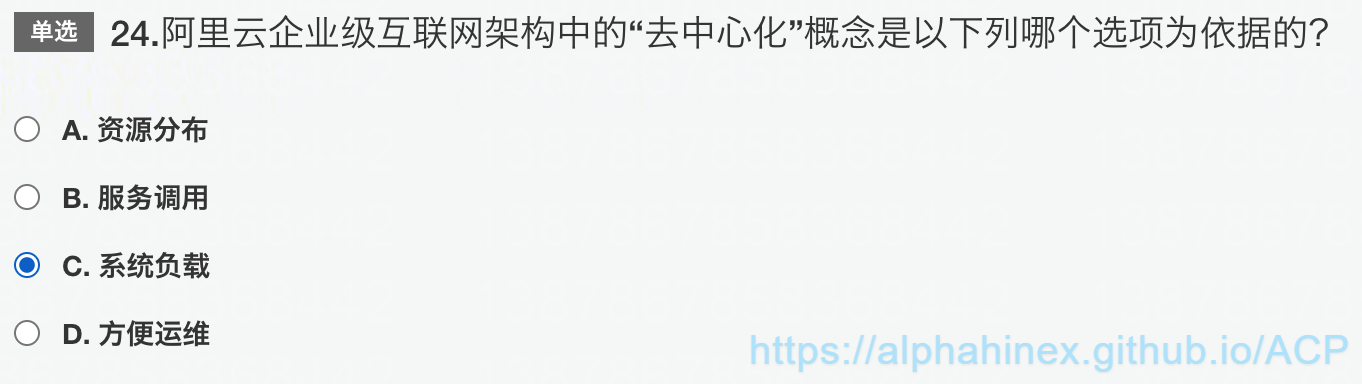 单选 24.阿里云企业级互联网架构中的“去中心化”概念是以下列哪个选项为依据的?
A. 资源分布
B. 服务调用
C. 系统负载
D. 方便运维
https://alphahinex.github.io/ACP